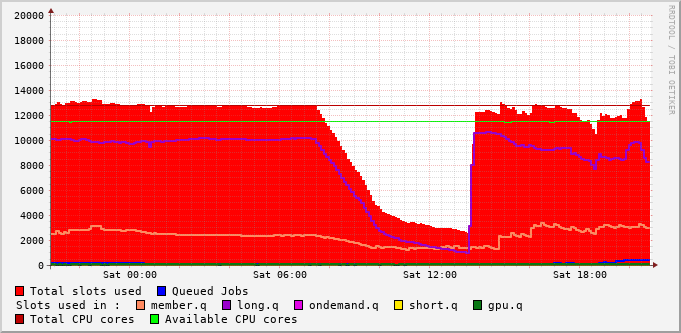 RRDTOOL / TOBI OETIKER
20000
18000
16000
14000
12000
10000
8000
6000
4000
2000
0
Sat 00:00 Sat 06:00 Sat 12:00 Sat 18:00
Total slots used Queued Jobs
Slots used in : member.q long.q ondemand.q short.q gpu.q
Total CPU cores Available CPU cores